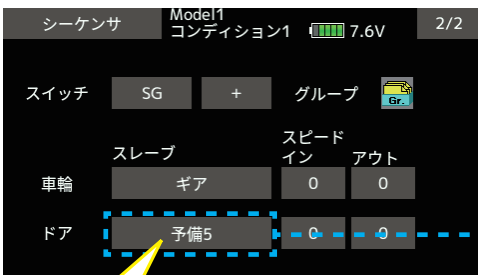 シーケンサ Model1 コンディション1 7.6V 2/2
スイッチ SG + グループ Gr.
スレーブ スピード イン アウト
車輪 ギア 0 0
ドア 予備5 0 0